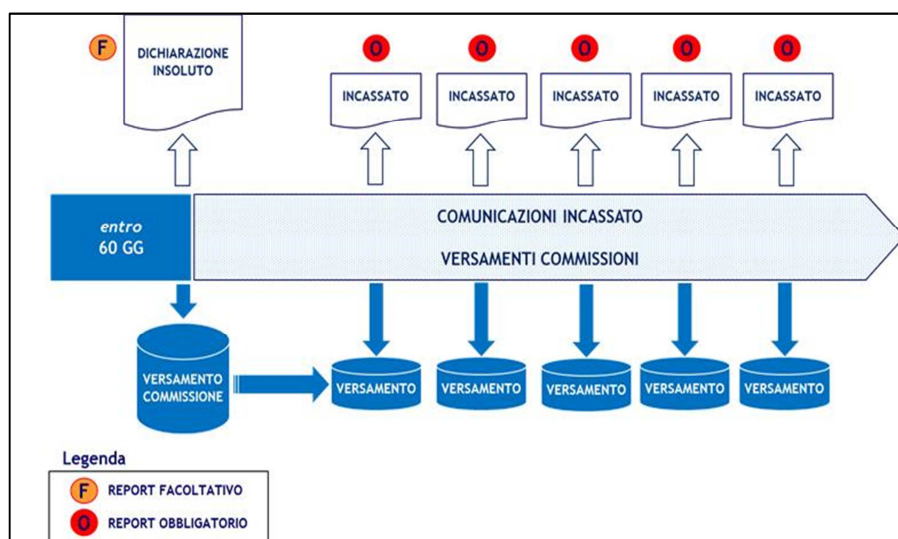 F
DICHIARAZIONE
INSOLUTO
O O O O O
INCASSATO INCASSATO INCASSATO INCASSATO INCASSATO
entro
60 GG
COMUNICAZIONI INCASSATO
VERSAMENTI COMMISSIONI
VERSAMENTO
COMMISSIONE
VERSAMENTO VERSAMENTO VERSAMENTO VERSAMENTO VERSAMENTO
Legenda
F REPORT FACOLTATIVO
O REPORT OBBLIGATORIO